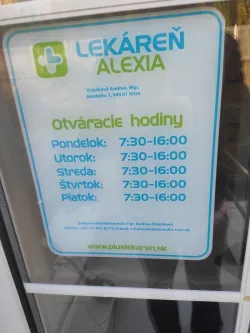 LEKÁREŇ
ALEXIA
Otváracie hodiny
Pondelok: 7:30-16:00
Utorok: 7:30-16:00
Streda: 7:30-16:00
Štvrtok: 7:30-16:00
Piatok: 7:30-16:00
www.pluslekaren.sk